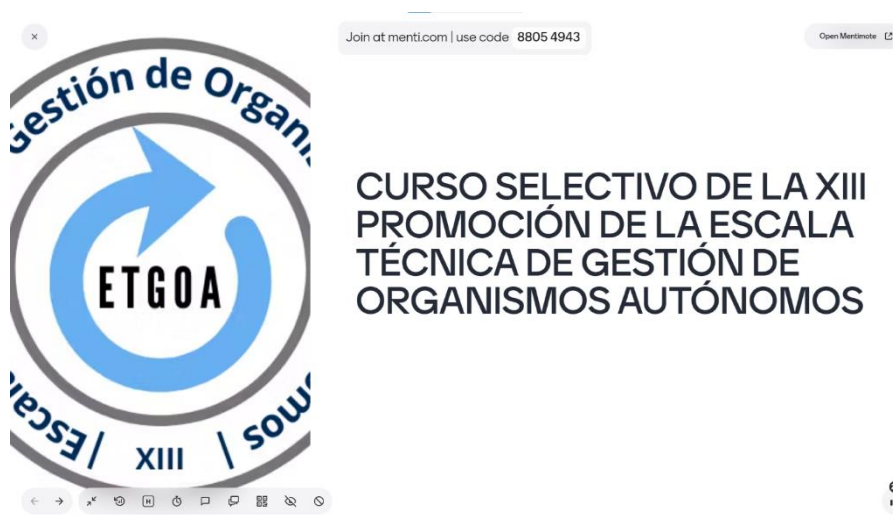 Join at menti.com | use code 8805 4943
Open Mentimote
Gestión de Organi
ETGOA
XIII
mos | Escal
CURSO SELECTIVO DE LA XIII
PROMOCIÓN DE LA ESCALA
TÉCNICA DE GESTIÓN DE
ORGANISMOS AUTÓNOMOS
H